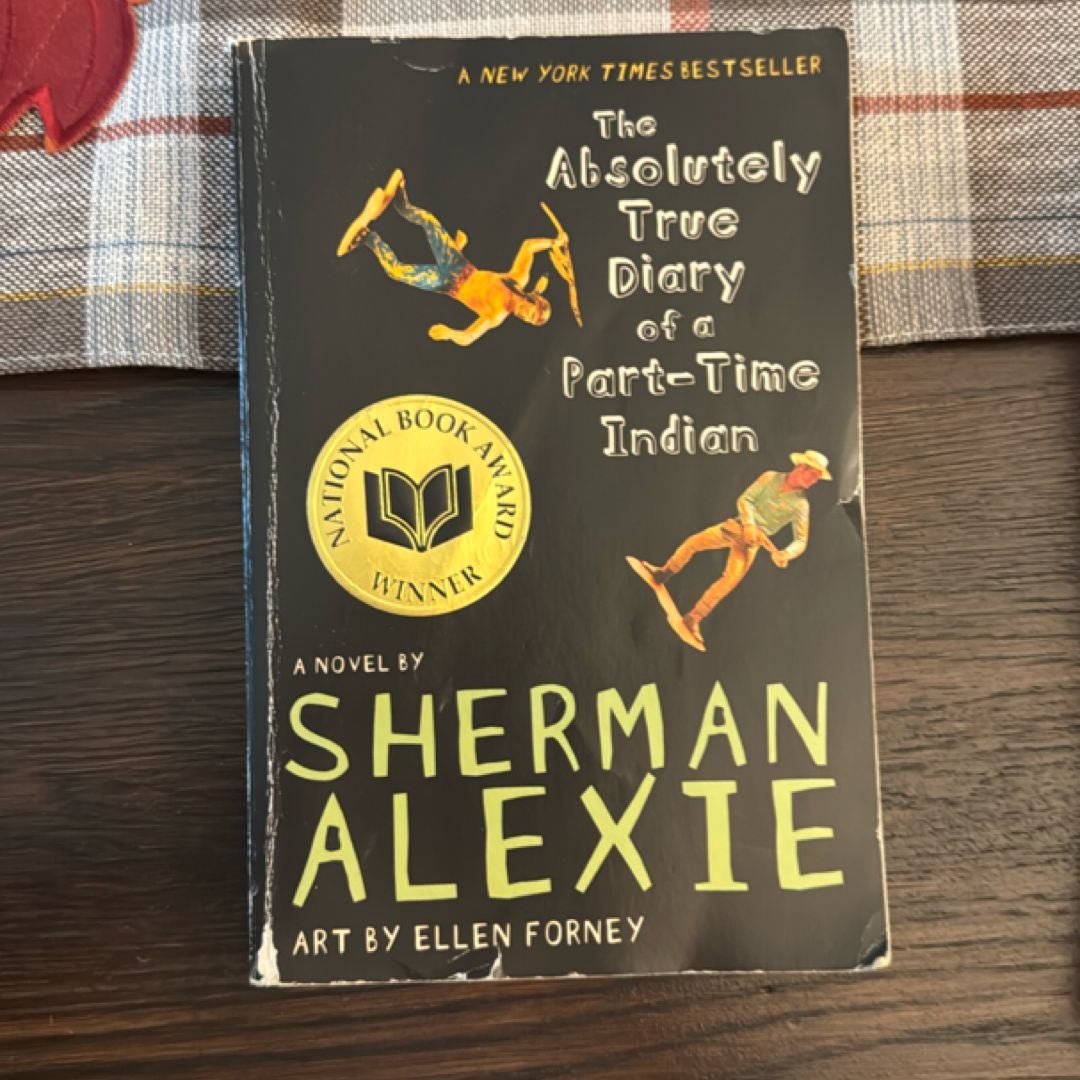 A NEW YORK TIMES BESTSELLER
The
Absolutely
True
Diary
of a
Part-Time
Indian
NATIONAL BOOK AWARD
WINNER
A NOVEL BY
SHERMAN
ALEXIE
ART BY ELLEN FORNEY